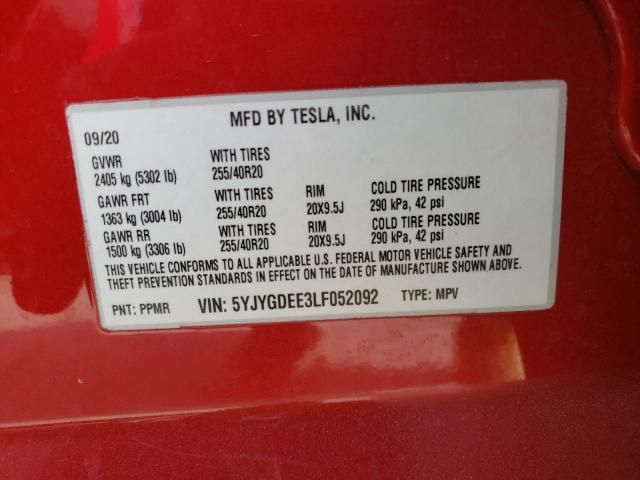 MFD BY TESLA, INC.
09/20
GVWR WITH TIRES
2405 kg (5302 lb) 255/40R20
GAWR FRT WITH TIRES RIM COLD TIRE PRESSURE
1363 kg (3004 lb) 255/40R20 20X9.5J 290 kPa, 42 psi
GAWR RR WITH TIRES RIM COLD TIRE PRESSURE
1500 kg (3306 lb) 255/40R20 20X9.5J 290 kPa, 42 psi
THIS VEHICLE CONFORMS TO ALL APPLICABLE U.S. FEDERAL MOTOR VEHICLE SAFETY AND
THEFT PREVENTION STANDARDS IN EFFECT ON THE DATE OF MANUFACTURE SHOWN ABOVE.
PNT: PPMR VIN: 5YJYGDEE3LF052092 TYPE: MPV